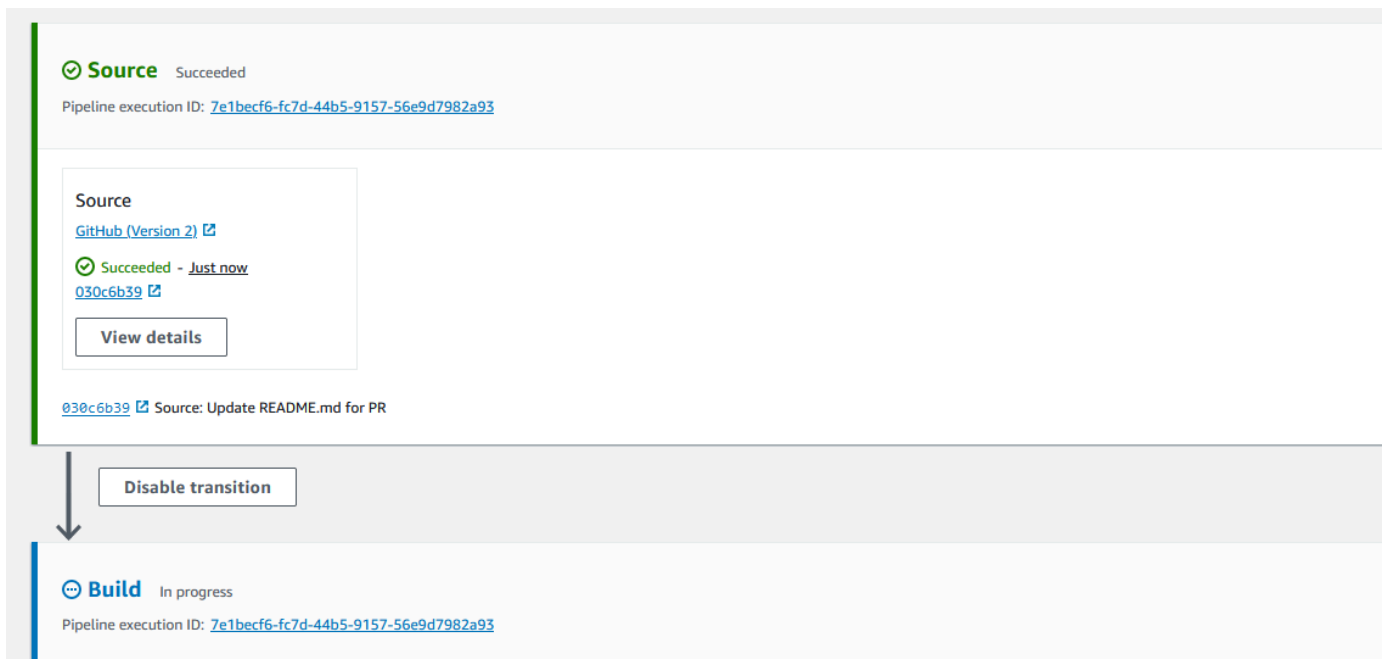 Source Succeeded
Pipeline execution ID: 7e1becf6-fc7d-44b5-9157-56e9d7982a93
Source
GitHub (Version 2)
Succeeded - Just now
030c6b39
View details
030c6b39 Source: Update README.md for PR
Disable transition
Build In progress
Pipeline execution ID: 7e1becf6-fc7d-44b5-9157-56e9d7982a93